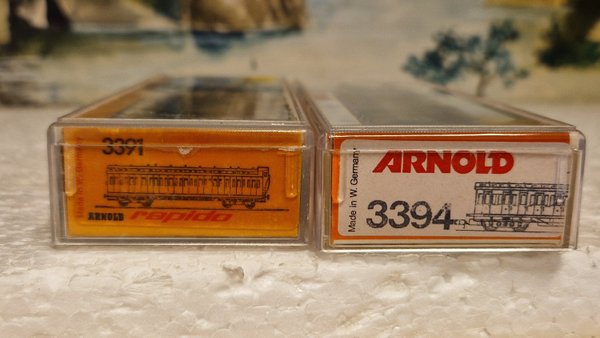 3391
ARNOLD rapido
ARNOLD
Made in W. Germany
3394